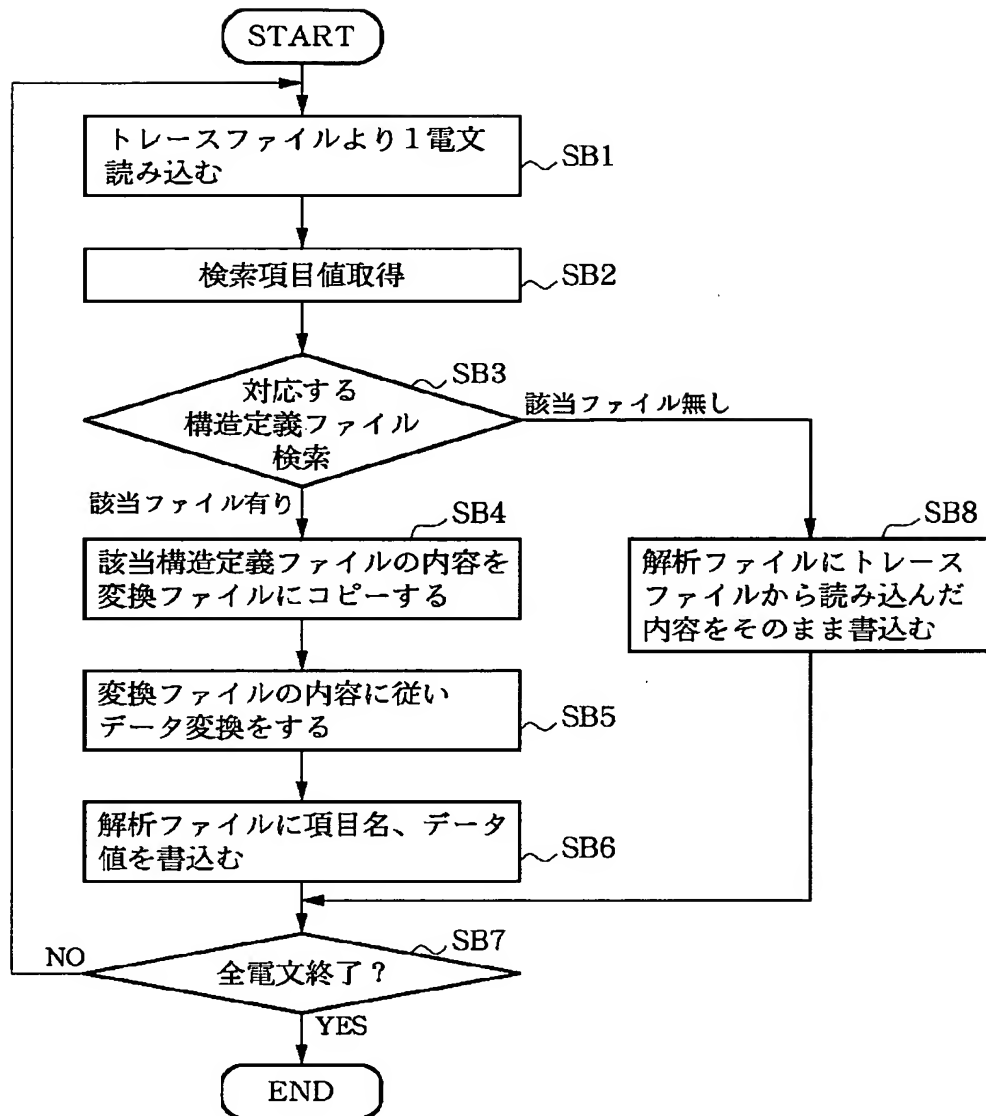 START
トレースファイルより１電文
読み込む
SB1
検索項目値取得
SB2
対応する
構造定義ファイル
検索
SB3
該当ファイル無し
該当ファイル有り
該当構造定義ファイルの内容を
変換ファイルにコピーする
SB4
解析ファイルにトレース
ファイルから読み込んだ
内容をそのまま書込む
SB8
変換ファイルの内容に従い
データ変換をする
SB5
解析ファイルに項目名、データ
値を書込む
SB6
全電文終了？
SB7
NO
YES
END